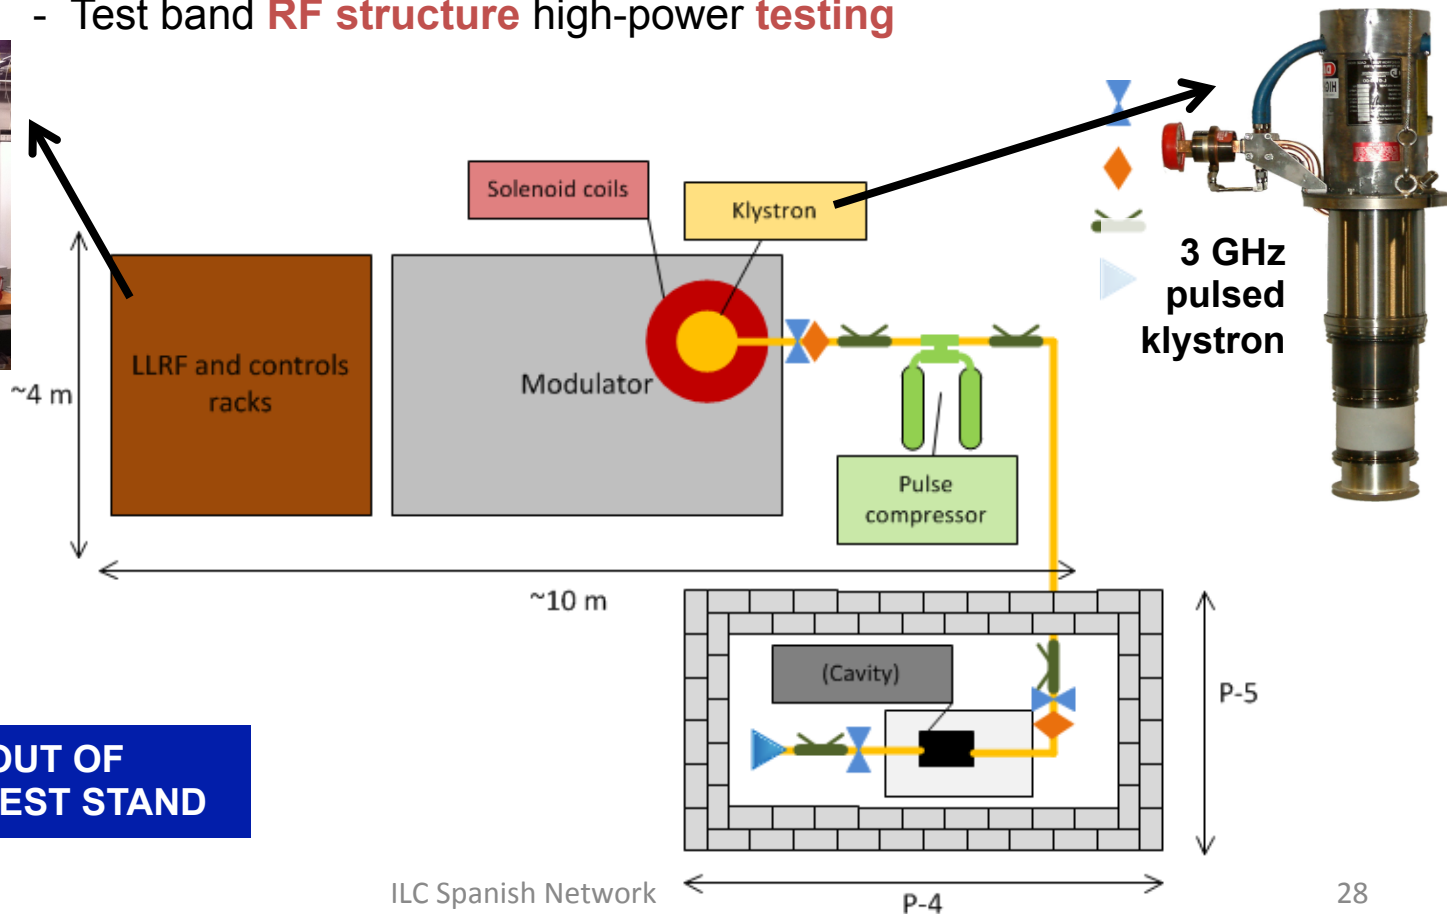 - Test band RF structure high-power testing
Solenoid coils
Klystron
3 GHz
pulsed
klystron
LLRF and controls
racks
Modulator
~4 m
Pulse
compressor
~10 m
(Cavity)
P-5
OUT OF
EST STAND
ILC Spanish Network
P-4
28